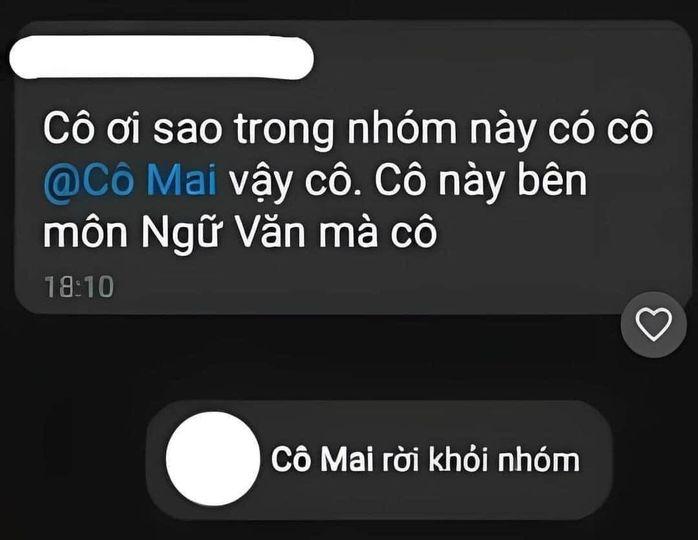 Cô ơi sao trong nhóm này có cô
@Cô Mai vậy cô. Cô này bên
môn Ngữ Văn mà cô
18:10
Cô Mai rời khỏi nhóm